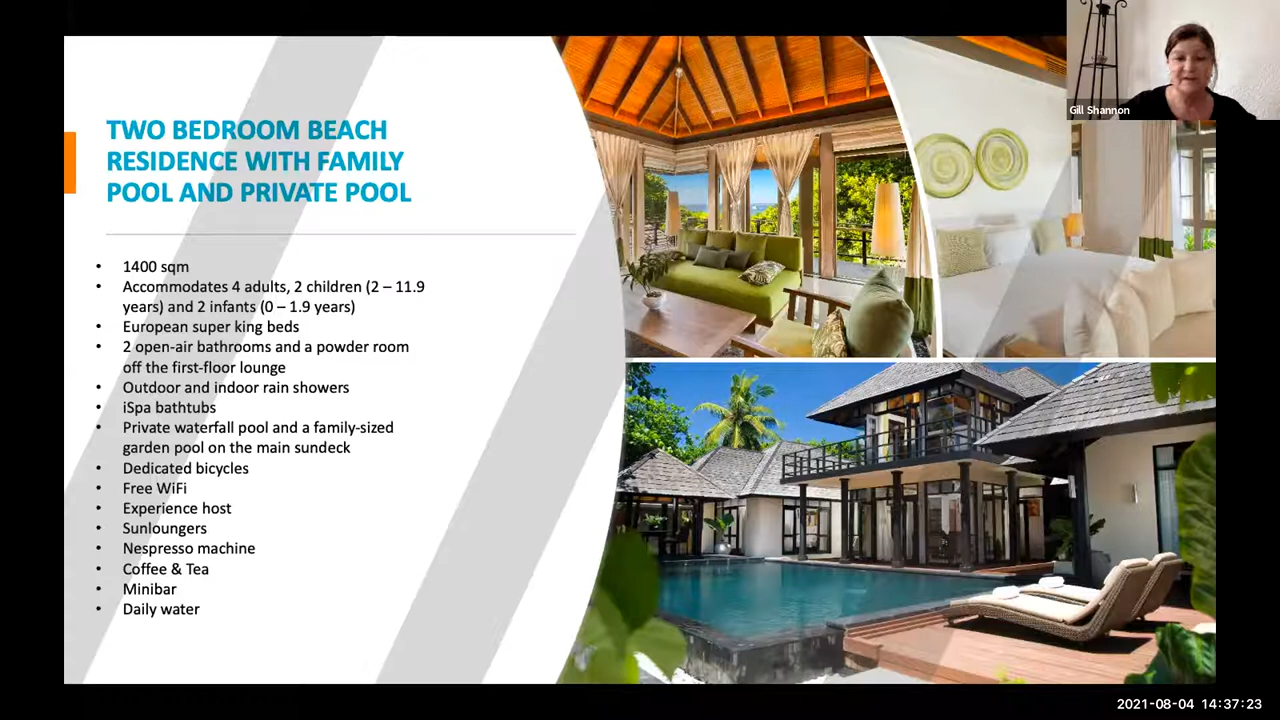 Gill Shannon
TWO BEDROOM BEACH
RESIDENCE WITH FAMILY
POOL AND PRIVATE POOL
• 1400 sqm
• Accommodates 4 adults, 2 children (2 – 11.9
years) and 2 infants (0 – 1.9 years)
• European super king beds
• 2 open-air bathrooms and a powder room
off the first-floor lounge
• Outdoor and indoor rain showers
• iSpa bathtubs
• Private waterfall pool and a family-sized
garden pool on the main sundeck
• Dedicated bicycles
• Free WiFi
• Experience host
• Sunloungers
• Nespresso machine
• Coffee & Tea
• Minibar
• Daily water
2021-08-04 14:37:23